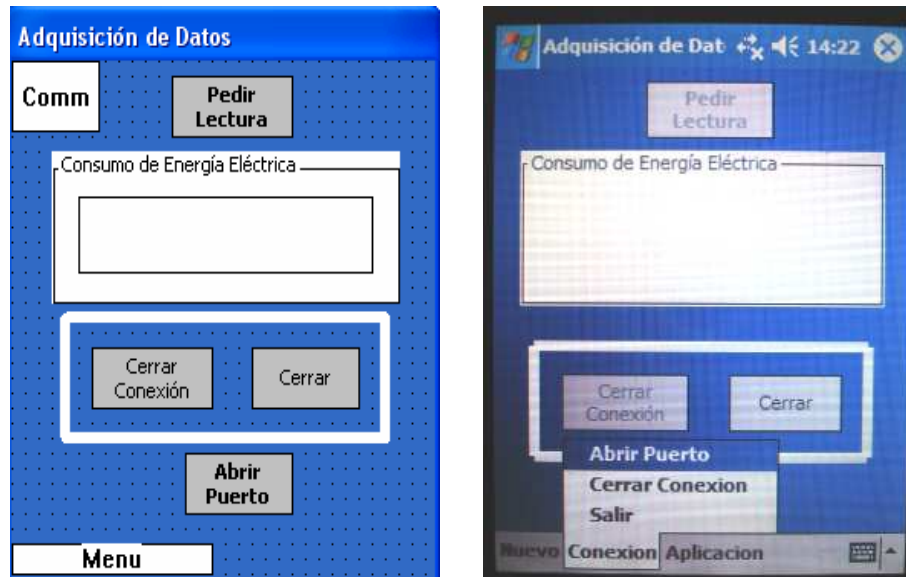 Adquisición de Datos
Comm
Pedir
Lectura
Consumo de Energía Eléctrica
Cerrar
Conexión
Cerrar
Abrir
Puerto
Menu
Adquisición de Dat 14:22
Pedir
Lectura
Consumo de Energía Eléctrica
Cerrar
Conexión
Cerrar
Abrir Puerto
Cerrar Conexion
Salir
Nuevo Conexion Aplicacion